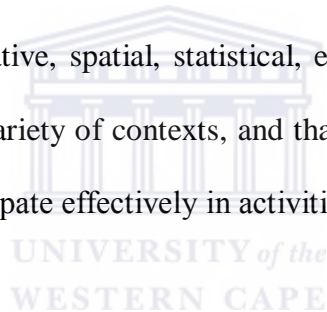 ative, spatial, statistical, e
ariety of contexts, and tha
pate effectively in activiti
UNIVERSITY of the
WESTERN CAPE